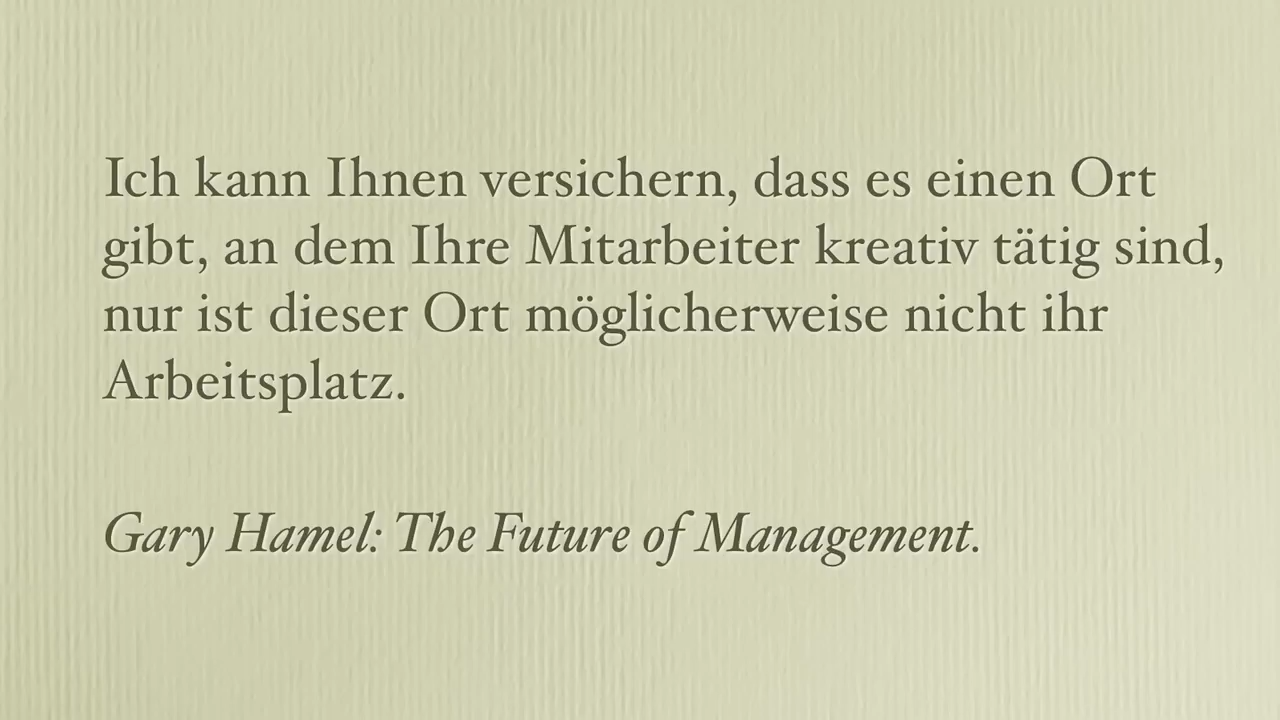 Ich kann Ihnen versichern, dass es einen Ort
gibt, an dem Ihre Mitarbeiter kreativ tätig sind,
nur ist dieser Ort möglicherweise nicht ihr
Arbeitsplatz.
Gary Hamel: The Future of Management.